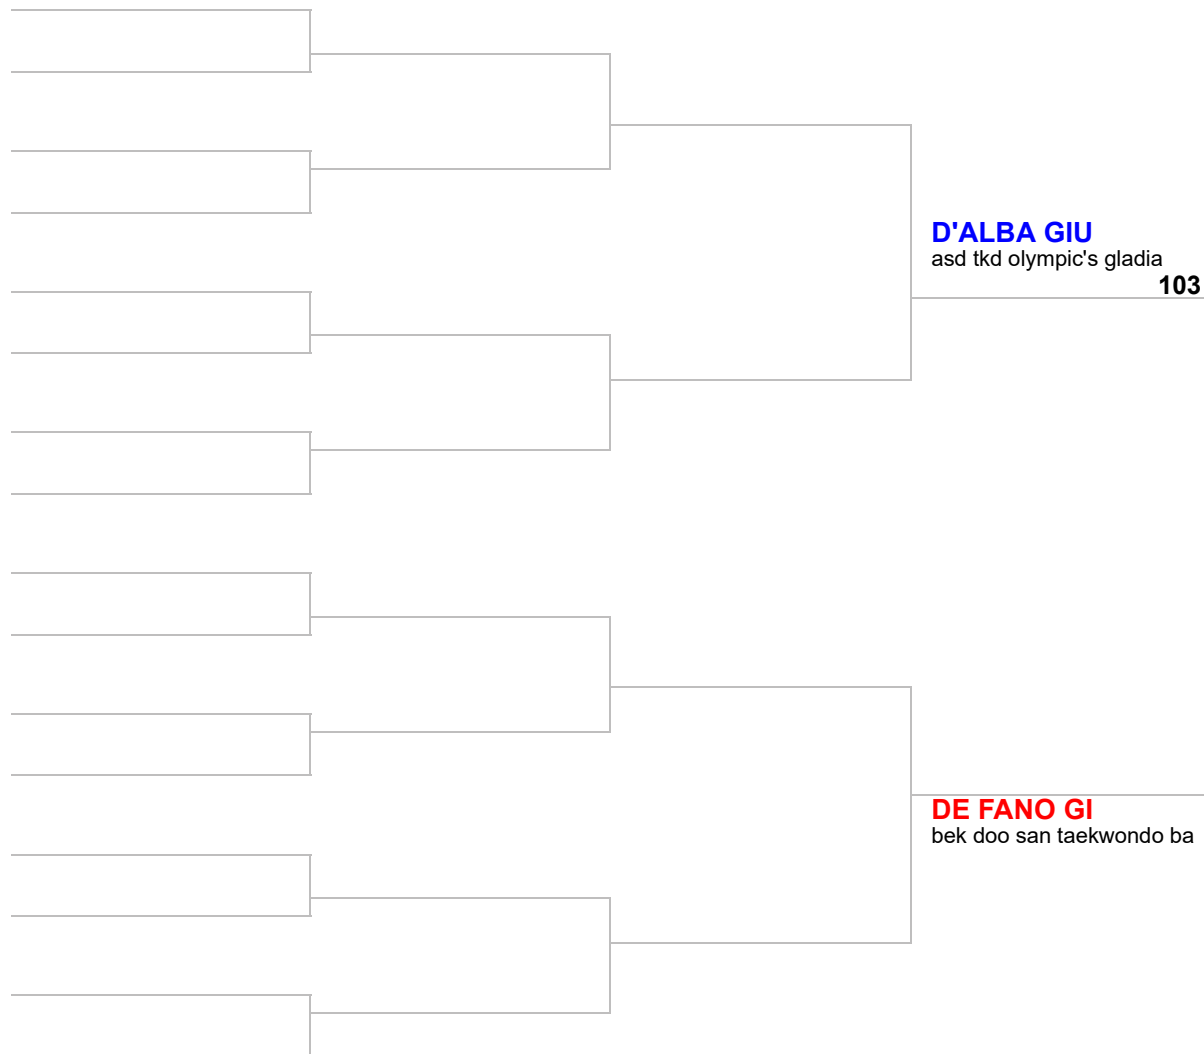 D'ALBA GIU
asd tkd olympic's gladia
103
DE FANO GI
bek doo san taekwondo ba